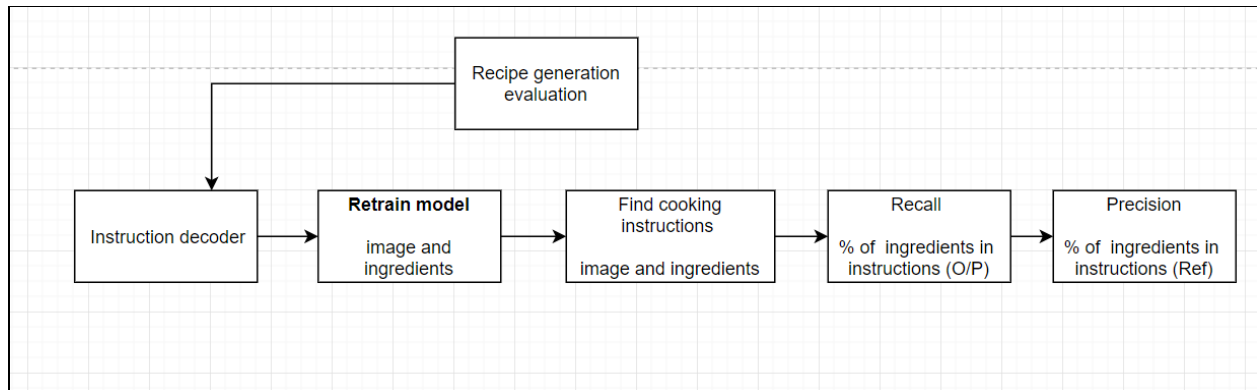 Recipe generation
evaluation
Instruction decoder
Retrain model
image and
ingredients
Find cooking
instructions
image and ingredients
Recall
% of  ingredients in
instructions (O/P)
Precision
% of  ingredients in
instructions (Ref)